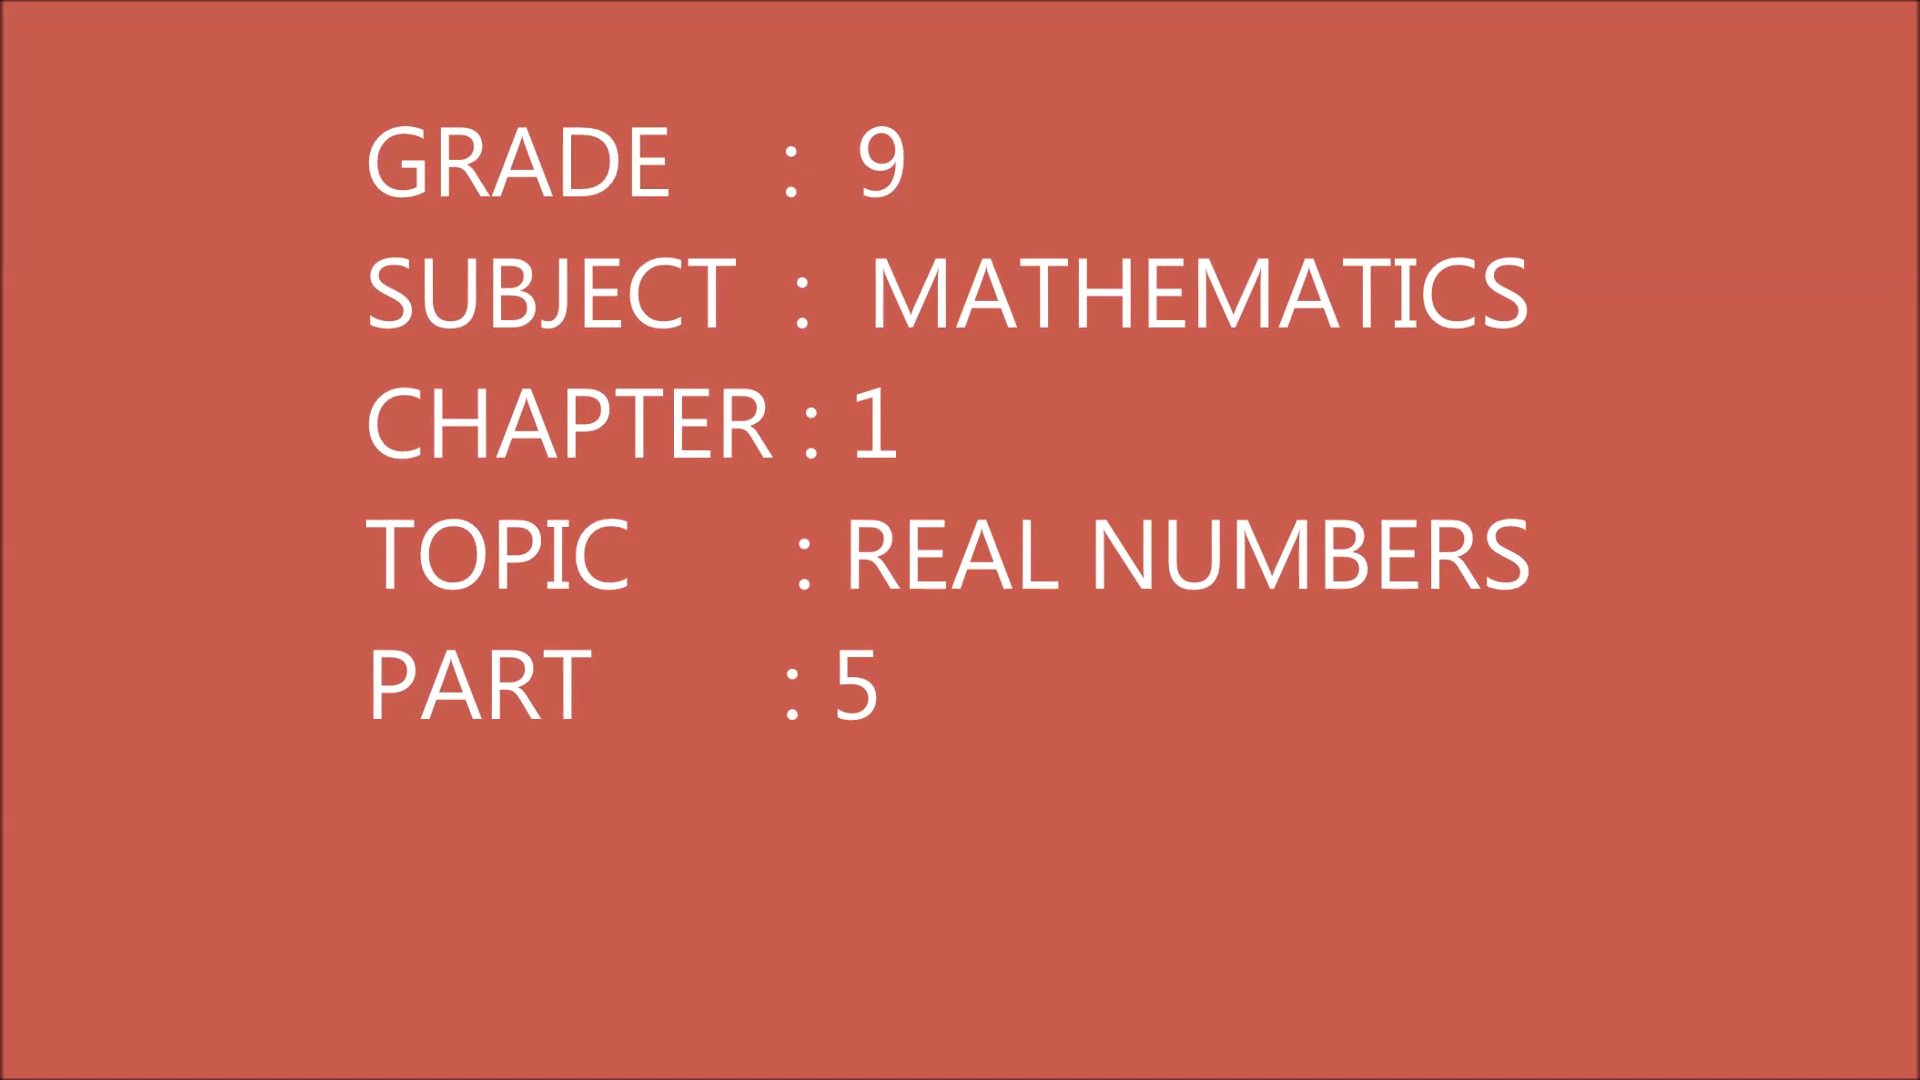 GRADE : 9
SUBJECT : MATHEMATICS
CHAPTER : 1
TOPIC : REAL NUMBERS
PART : 5